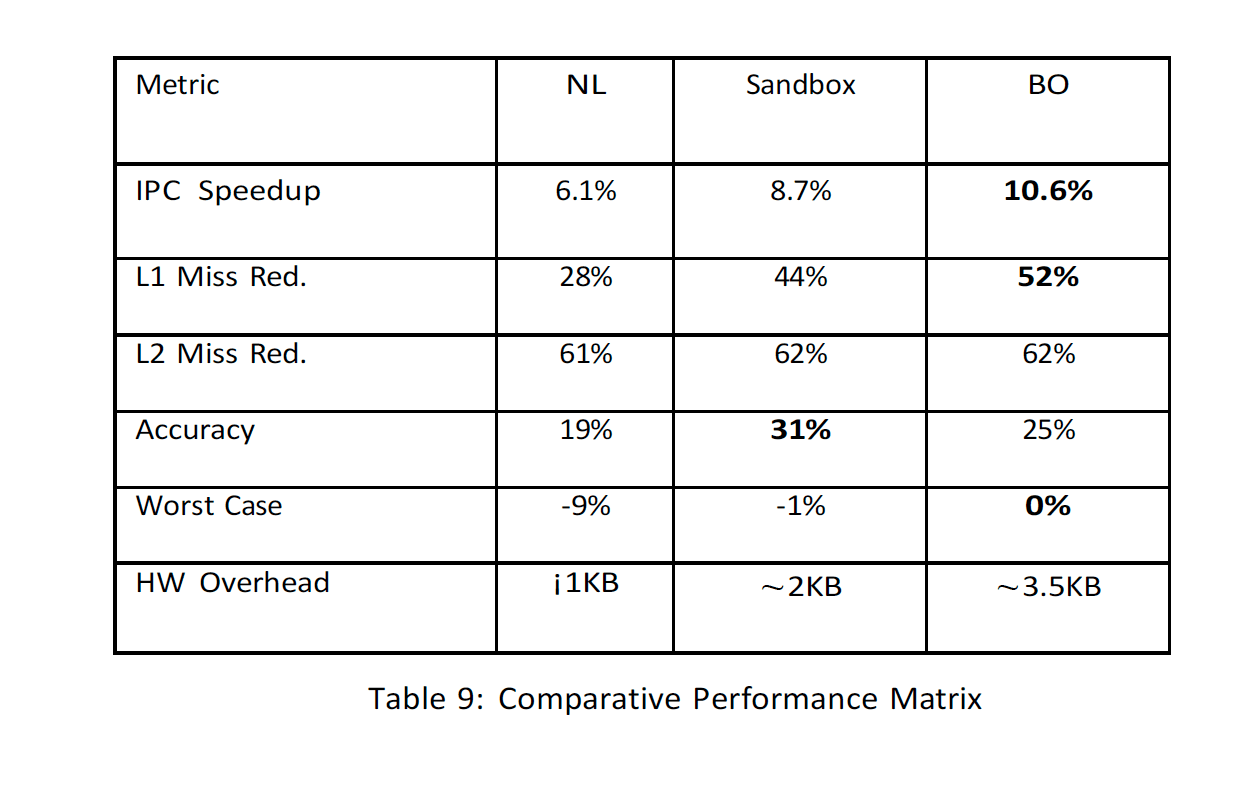 Metric NL Sandbox BO
IPC Speedup 6.1% 8.7% 10.6%
L1 Miss Red. 28% 44% 52%
L2 Miss Red. 61% 62% 62%
Accuracy 19% 31% 25%
Worst Case -9% -1% 0%
HW Overhead ¡1KB ∼2KB ∼3.5KB
Table 9: Comparative Performance Matrix